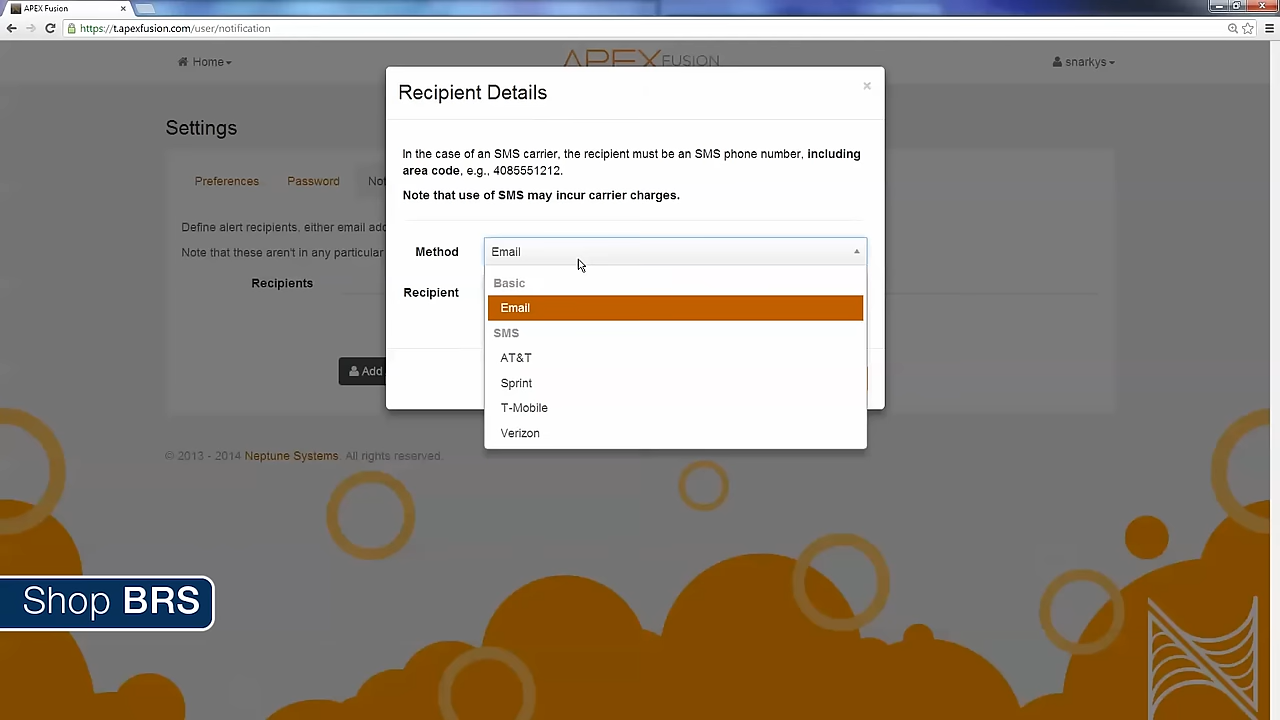 APEX Fusion
https://t.apexfusion.com/user/notification
Home
APEX FUSION
snarkys
Recipient Details
×
Settings
In the case of an SMS carrier, the recipient must be an SMS phone number, including
area code, e.g., 4085551212.
Preferences
Password
Not
Note that use of SMS may incur carrier charges.
Define alert recipients, either email add
Note that these aren't in any particular
Method
Email
Recipients
Recipient
Basic
Email
SMS
AT&T
Add
Sprint
T-Mobile
Verizon
© 2013 - 2014 Neptune Systems. All rights reserved.
Shop BRS